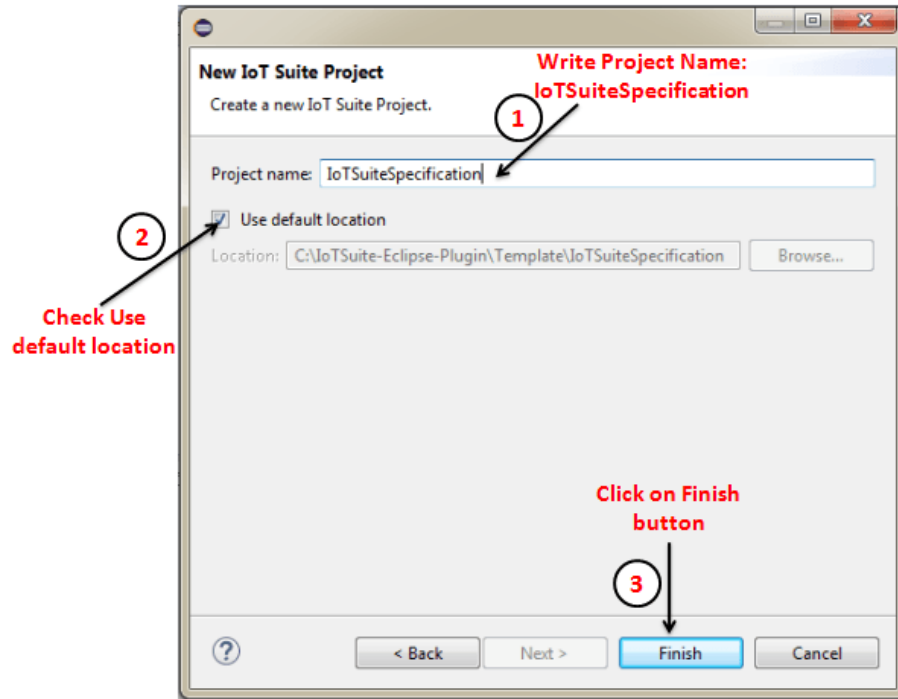 New IoT Suite Project
Create a new IoT Suite Project.
Write Project Name:
IoTSuiteSpecification
1
Project name: IoTSuiteSpecification
Use default location
2
Location: C:\IoTSuite-Eclipse-Plugin\Template\IoTSuiteSpecification Browse...
Check Use
default location
Click on Finish
button
3
? < Back Next > Finish Cancel